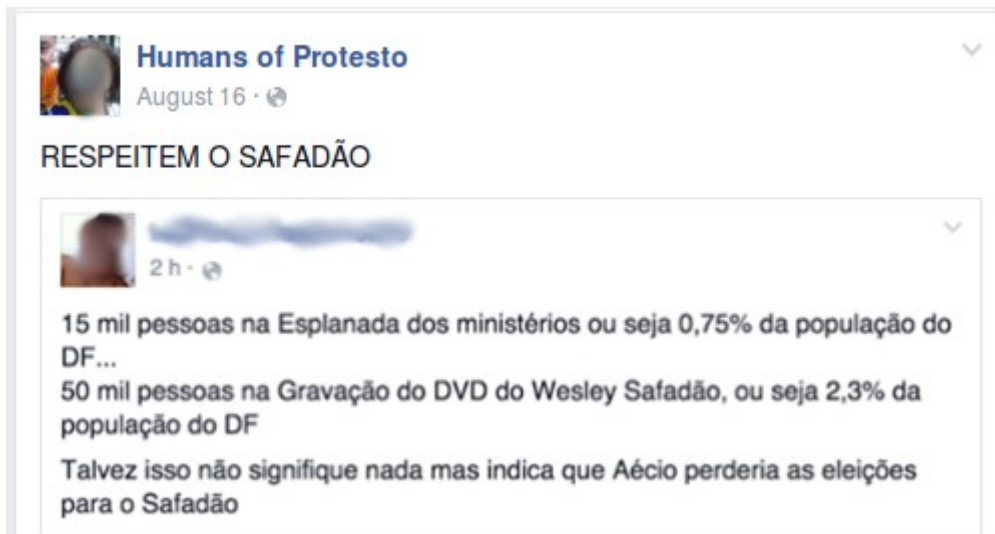 Humans of Protesto
August 16 ·
RESPEITEM O SAFADÃO
2 h ·
15 mil pessoas na Esplanada dos ministérios ou seja 0,75% da população do
DF...
50 mil pessoas na Gravação do DVD do Wesley Safadão, ou seja 2,3% da
população do DF
Talvez isso não signifique nada mas indica que Aécio perderia as eleições
para o Safadão